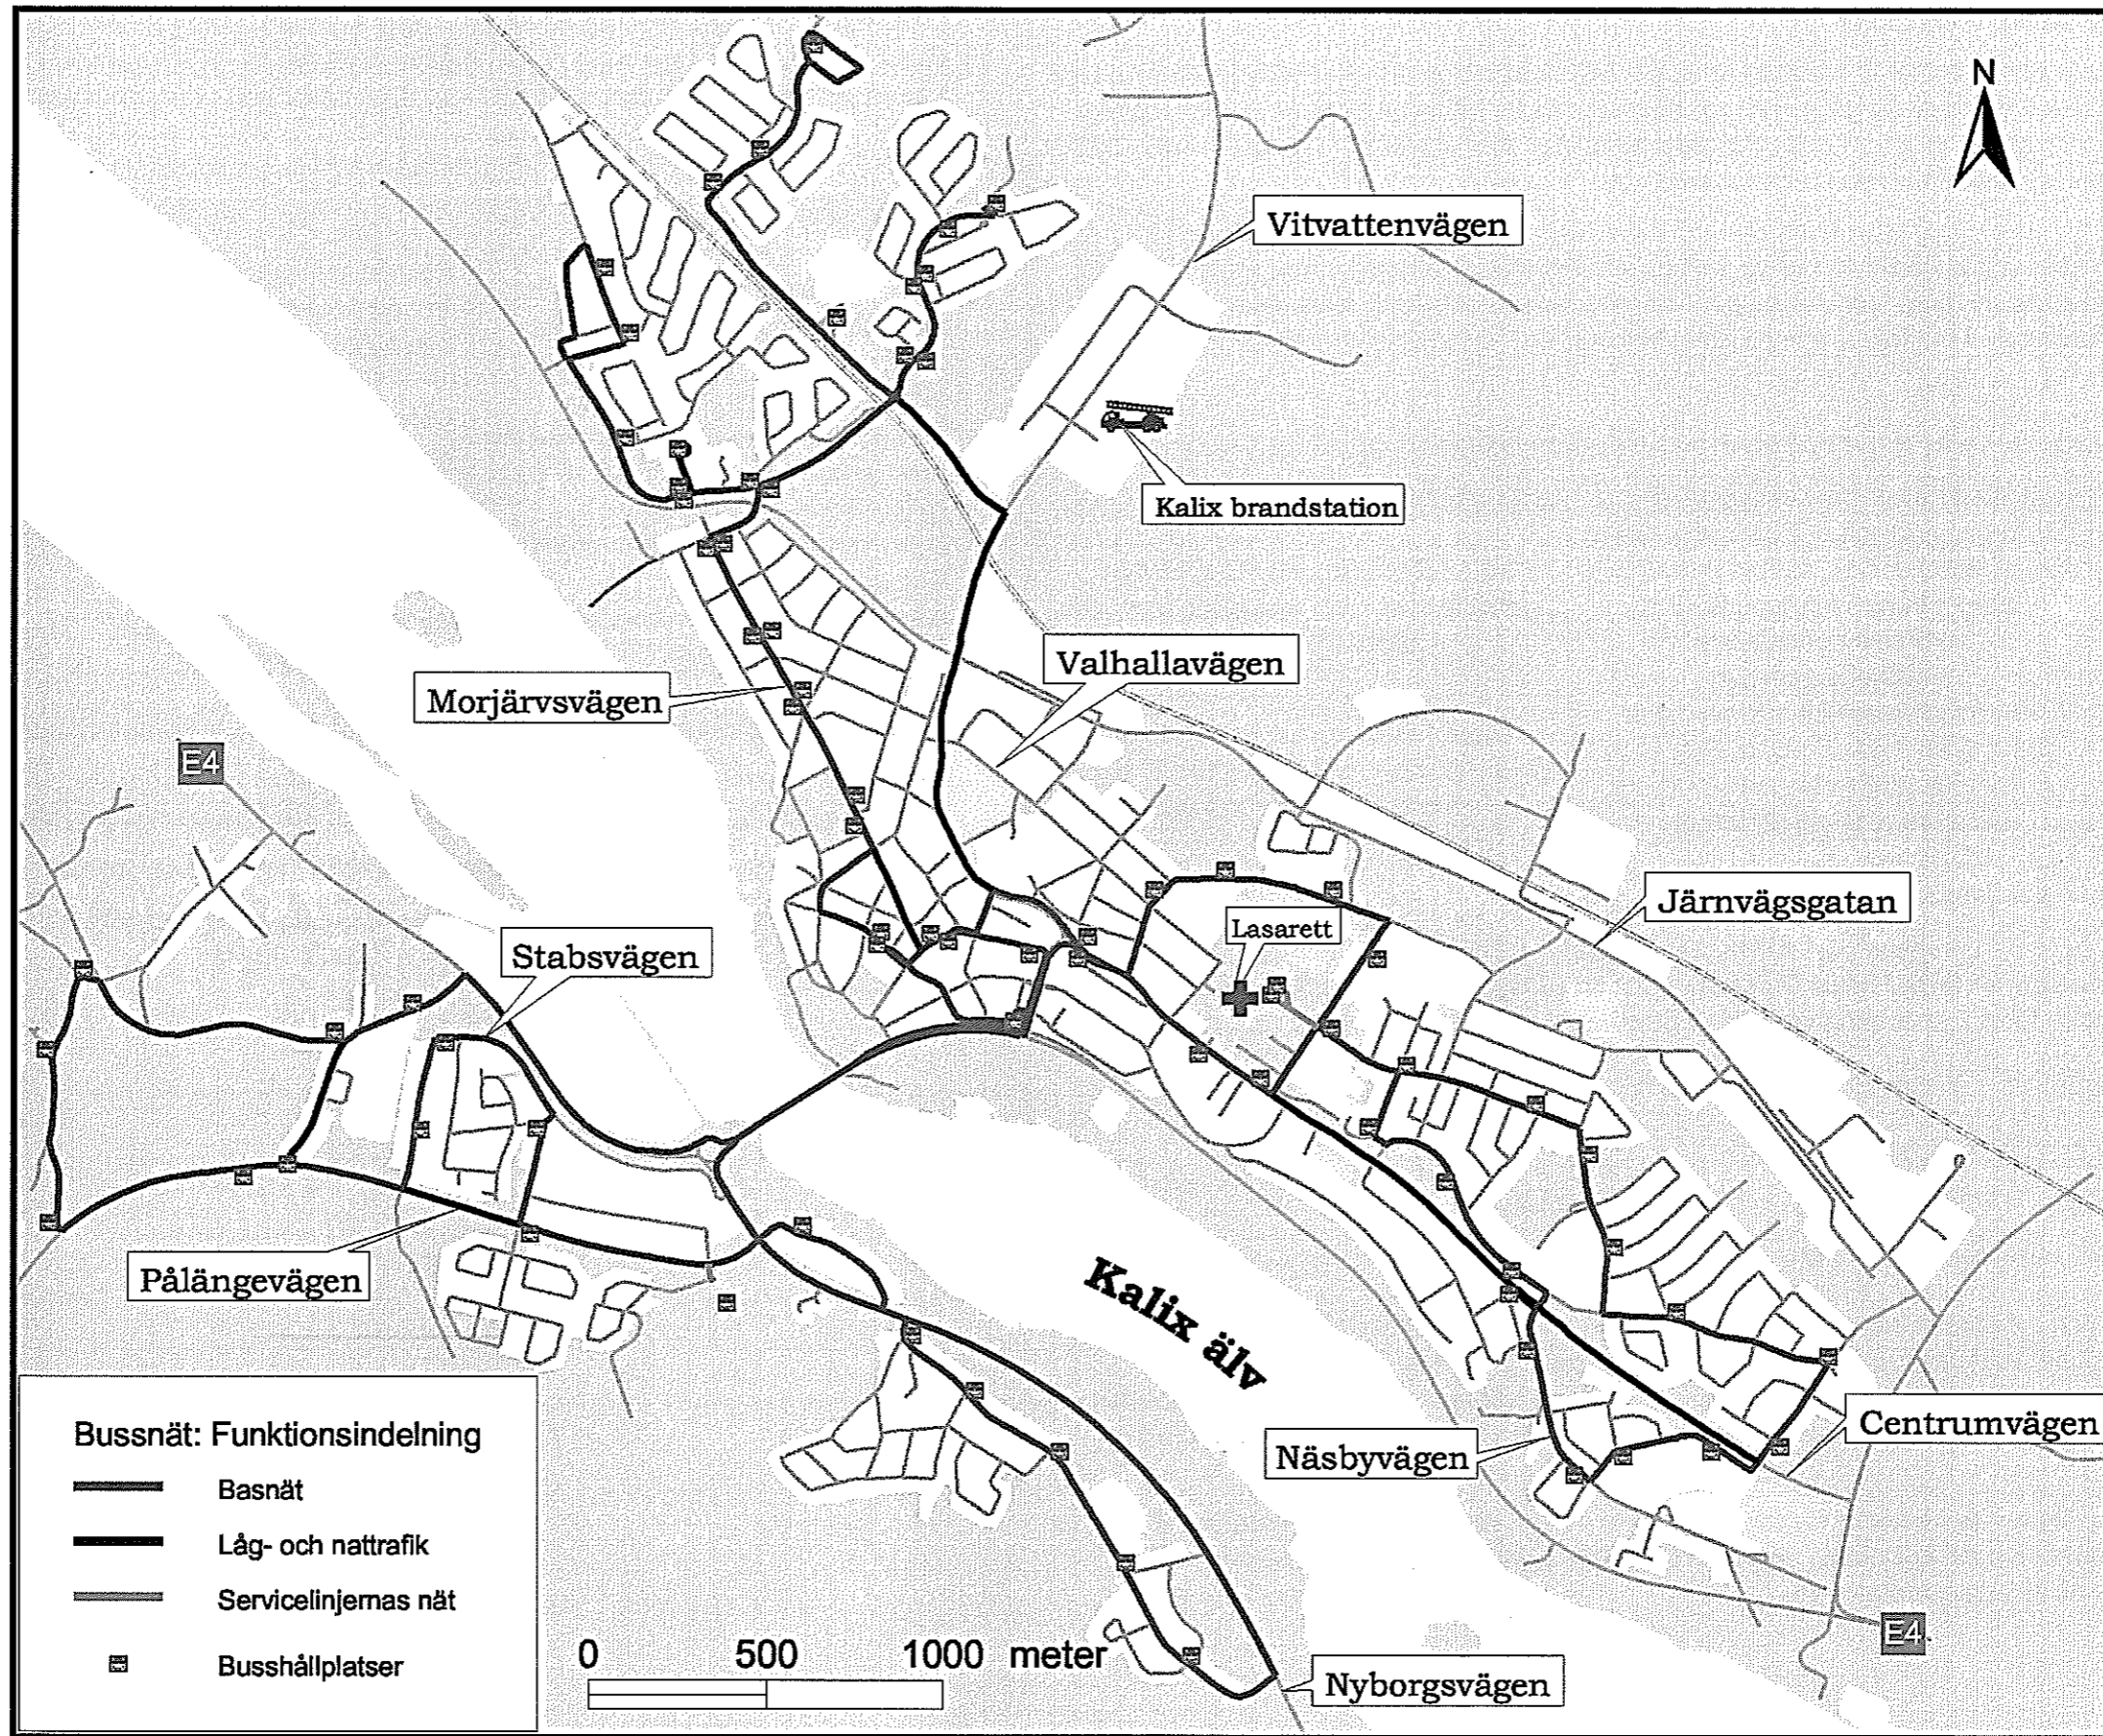 N
Vitvattenvägen
Kalix brandstation
Valhallavägen
Morjärvsvägen
E4
Järnvägsgatan
Lasarett
Stabsvägen
Pålängevägen
Kalix älv
Centrumvägen
Näsbyvägen
E4
Nyborgsvägen
Bussnät: Funktionsindelning
Basnät
Låg- och nattrafik
Servicelinjernas nät
Busshållplatser
0 500 1000 meter